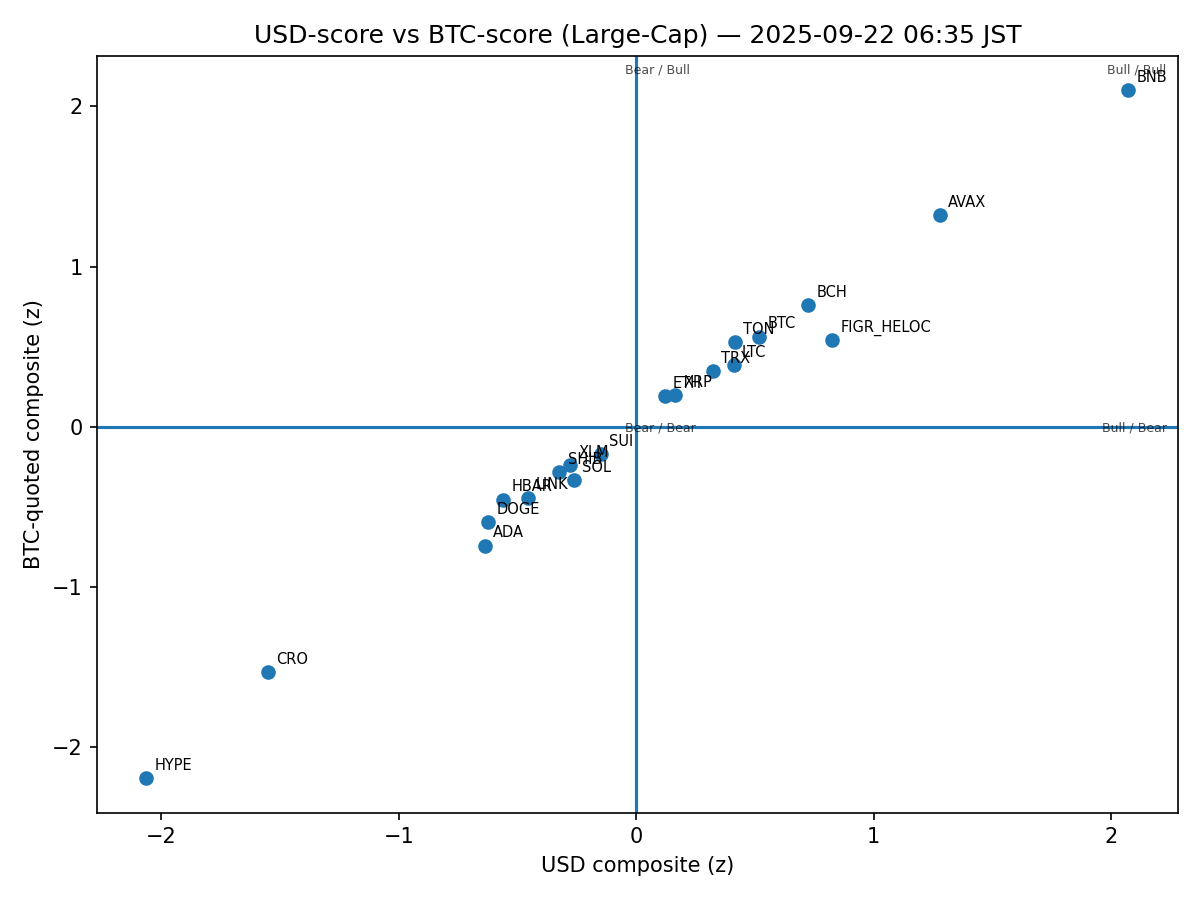 USD-score vs BTC-score (Large-Cap) — 2025-09-22 06:35 JST
Bear / Bull
Bull / Bull
BNB
AVAX
BCH
FIGR_HELOC
BTC
TON
LTC
TRX
XRP
ETH
Bear / Bear
Bull / Bear
SUI
XLM
SHIB
SOL
LINK
HBAR
DOGE
ADA
CRO
HYPE
2
1
0
−1
−2
−2
−1
0
1
2
BTC-quoted composite (z)
USD composite (z)